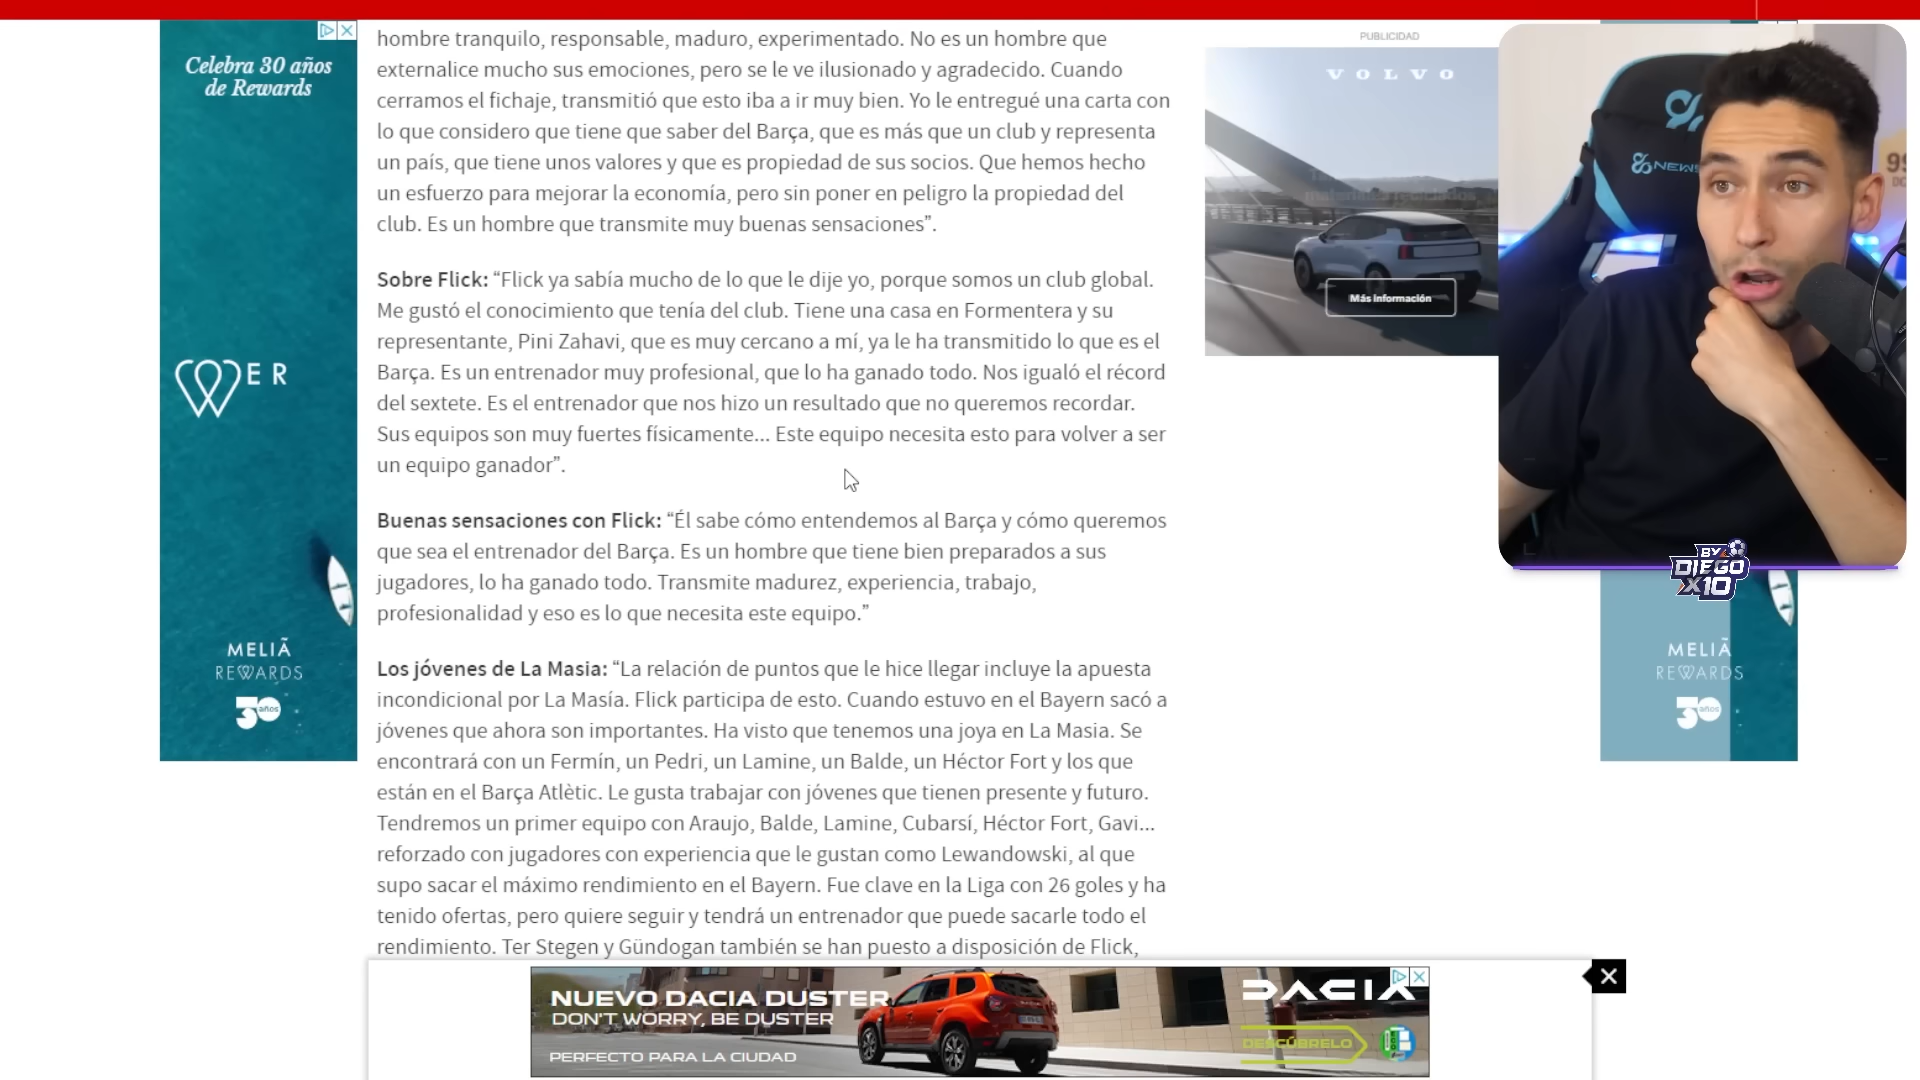 Celebra 30 años
de Rewards
ER
MELIÃ
REWARDS
30
años
hombre tranquilo, responsable, maduro, experimentado. No es un hombre que
externalice mucho sus emociones, pero se le ve ilusionado y agradecido. Cuando
cerramos el fichaje, transmitió que esto iba a ir muy bien. Yo le entregué una carta con
lo que considero que tiene que saber del Barça, que es más que un club y representa
un país, que tiene unos valores y que es propiedad de sus socios. Que hemos hecho
un esfuerzo para mejorar la economía, pero sin poner en peligro la propiedad del
club. Es un hombre que transmite muy buenas sensaciones”.
Sobre Flick: “Flick ya sabía mucho de lo que le dije yo, porque somos un club global.
Me gustó el conocimiento que tenía del club. Tiene una casa en Formentera y su
representante, Pini Zahavi, que es muy cercano a mí, ya le ha transmitido lo que es el
Barça. Es un entrenador muy profesional, que lo ha ganado todo. Nos igualó el récord
del sextete. Es el entrenador que nos hizo un resultado que no queremos recordar.
Sus equipos son muy fuertes físicamente... Este equipo necesita esto para volver a ser
un equipo ganador”.
Buenas sensaciones con Flick: “Él sabe cómo entendemos al Barça y cómo queremos
que sea el entrenador del Barça. Es un hombre que tiene bien preparados a sus
jugadores, lo ha ganado todo. Transmite madurez, experiencia, trabajo,
profesionalidad y eso es lo que necesita este equipo.”
Los jóvenes de La Masia: “La relación de puntos que le hice llegar incluye la apuesta
incondicional por La Masía. Flick participa de esto. Cuando estuvo en el Bayern sacó a
jóvenes que ahora son importantes. Ha visto que tenemos una joya en La Masia. Se
encontrará con un Fermín, un Pedri, un Lamine, un Balde, un Héctor Fort y los que
están en el Barça Atlètic. Le gusta trabajar con jóvenes que tienen presente y futuro.
Tendremos un primer equipo con Araujo, Balde, Lamine, Cubarsí, Héctor Fort, Gavi...
reforzado con jugadores con experiencia que le gustan como Lewandowski, al que
supo sacar el máximo rendimiento en el Bayern. Fue clave en la Liga con 26 goles y ha
tenido ofertas, pero quiere seguir y tendrá un entrenador que puede sacarle todo el
rendimiento. Ter Stegen y Gündogan también se han puesto a disposición de Flick,
PUBLICIDAD
VOLVO
Más información
NEWS
BY
DIEGO
X10
MELIÃ
REWARDS
30
años
NUEVO DACIA DUSTER
DON'T WORRY, BE DUSTER
PERFECTO PARA LA CIUDAD
DACIA
DESCÚBRELO